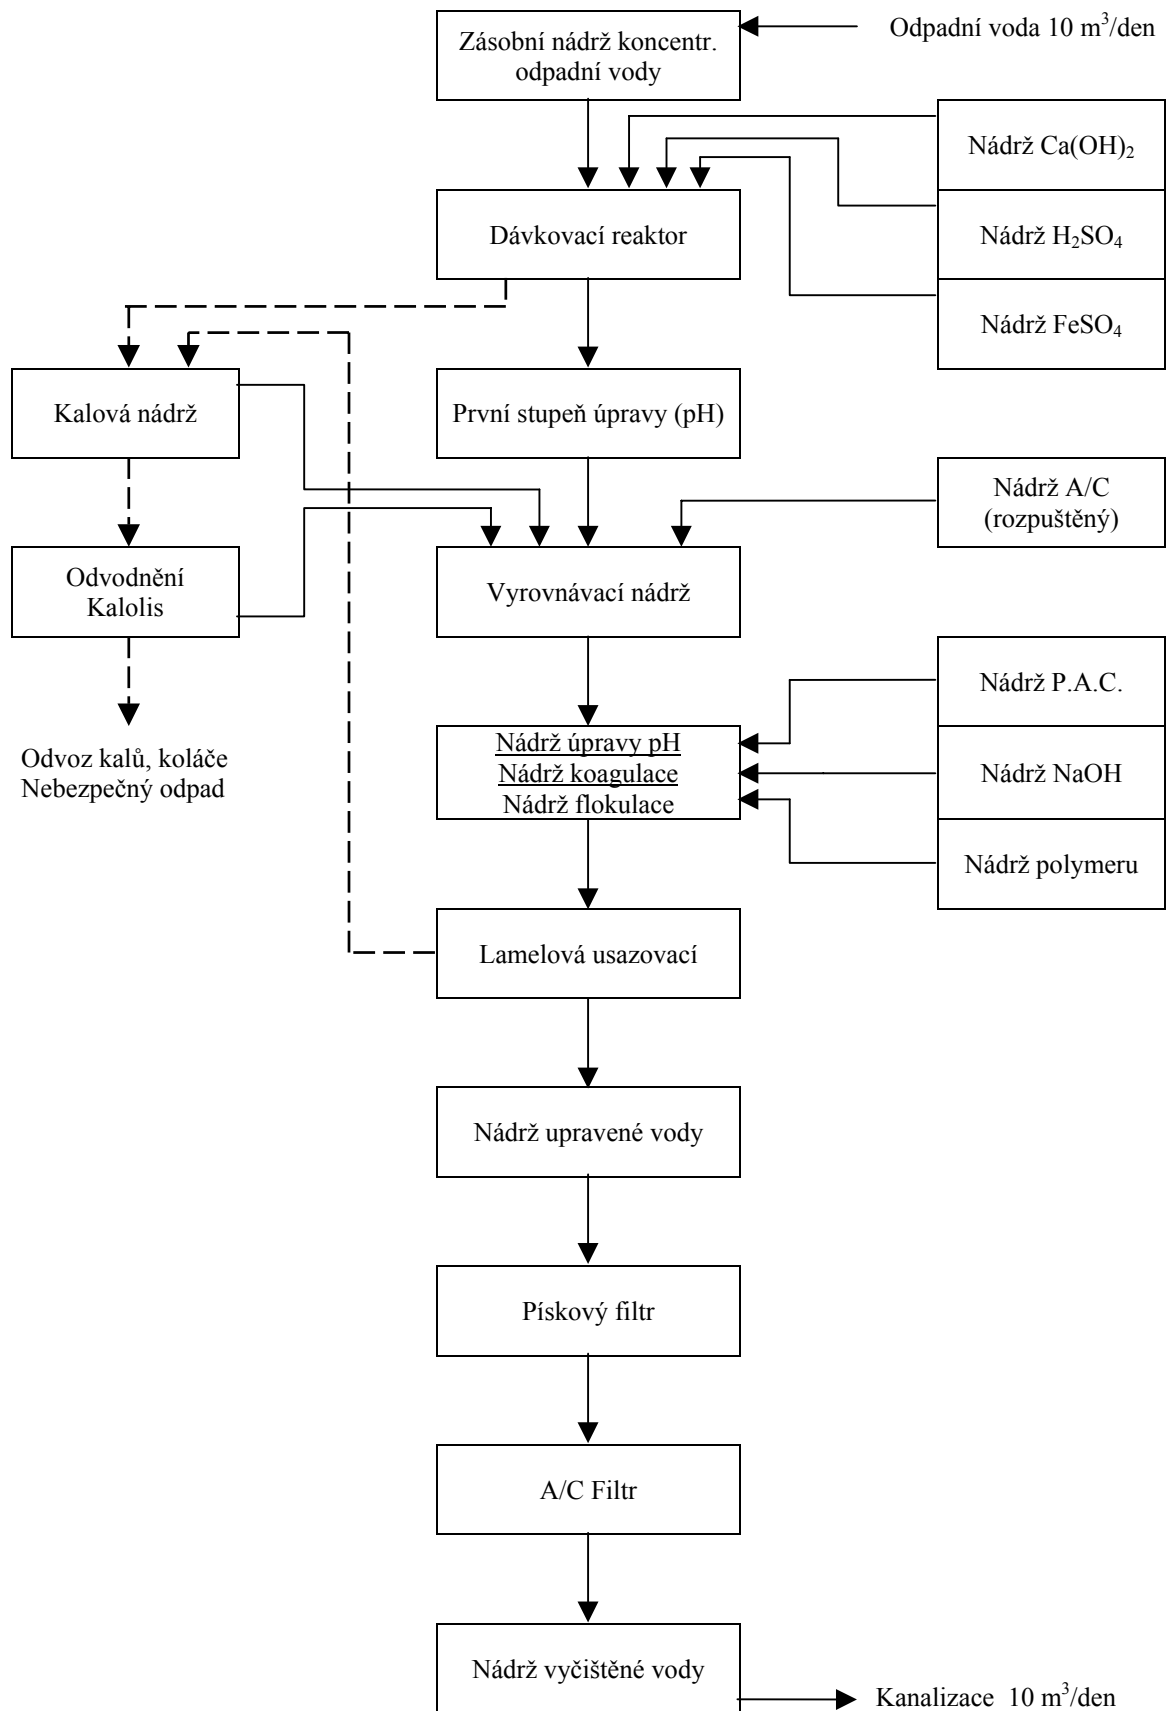 Zásobní nádrž koncentr.
odpadní vody
Odpadní voda 10 m³/den
Nádrž Ca(OH)₂
Dávkovací reaktor
Nádrž H₂SO₄
Nádrž FeSO₄
Kalová nádrž
První stupeň úpravy (pH)
Nádrž A/C
(rozpuštěný)
Odvodnění
Kalolis
Vyrovnávací nádrž
Nádrž P.A.C.
Odvoz kalů, koláče
Nebezpečný odpad
Nádrž úpravy pH
Nádrž koagulace
Nádrž flokulace
Nádrž NaOH
Nádrž polymeru
Lamelová usazovací
Nádrž upravené vody
Pískový filtr
A/C Filtr
Nádrž vyčištěné vody
Kanalizace 10 m³/den